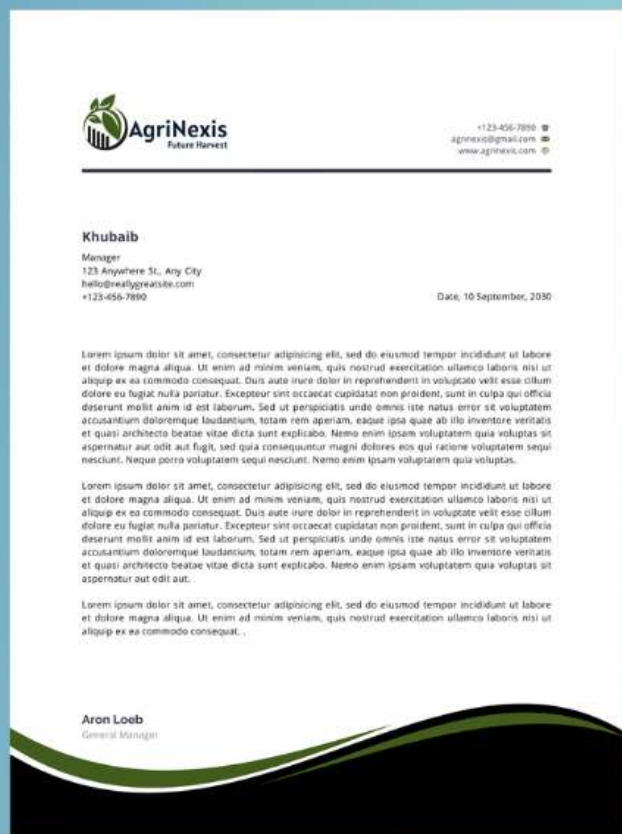 AgriNexis
Future Harvest
+123-456-7890
agrinexis@gmail.com
www.agrinexis.com
Khubaib
Manager
123 Anywhere St., Any City
hello@reallygreatsite.com
+123-456-7890
Date, 10 September, 2030
Lorem ipsum dolor sit amet, consectetur adipisicing elit, sed do eiusmod tempor incididunt ut labore
et dolore magna aliqua. Ut enim ad minim veniam, quis nostrud exercitation ullamco laboris nisi ut
aliquip ex ea commodo consequat. Duis aute irure dolor in reprehenderit in voluptate velit esse cillum
dolore eu fugiat nulla pariatur. Excepteur sint occaecat cupidatat non proident, sunt in culpa qui officia
deserunt mollit anim id est laborum. Sed ut perspiciatis unde omnis iste natus error sit voluptatem
accusantium doloremque laudantium, totam rem aperiam, eaque ipsa quae ab illo inventore veritatis
et quasi architecto beatae vitae dicta sunt explicabo. Nemo enim ipsam voluptatem quia voluptas sit
aspernatur aut odit aut fugit, sed quia consequuntur magni dolores eos qui ratione voluptatem sequi
nesciunt. Neque porro voluptatem sequi nesciunt. Nemo enim ipsam voluptatem quia voluptas.
Lorem ipsum dolor sit amet, consectetur adipisicing elit, sed do eiusmod tempor incididunt ut labore
et dolore magna aliqua. Ut enim ad minim veniam, quis nostrud exercitation ullamco laboris nisi ut
aliquip ex ea commodo consequat. Duis aute irure dolor in reprehenderit in voluptate velit esse cillum
dolore eu fugiat nulla pariatur. Excepteur sint occaecat cupidatat non proident, sunt in culpa qui officia
deserunt mollit anim id est laborum. Sed ut perspiciatis unde omnis iste natus error sit voluptatem
accusantium doloremque laudantium, totam rem aperiam, eaque ipsa quae ab illo inventore veritatis
et quasi architecto beatae vitae dicta sunt explicabo. Nemo enim ipsam voluptatem quia voluptas sit
aspernatur aut odit aut.
Lorem ipsum dolor sit amet, consectetur adipisicing elit, sed do eiusmod tempor incididunt ut labore
et dolore magna aliqua. Ut enim ad minim veniam, quis nostrud exercitation ullamco laboris nisi ut
aliquip ex ea commodo consequat. .
Aron Loeb
General Manager